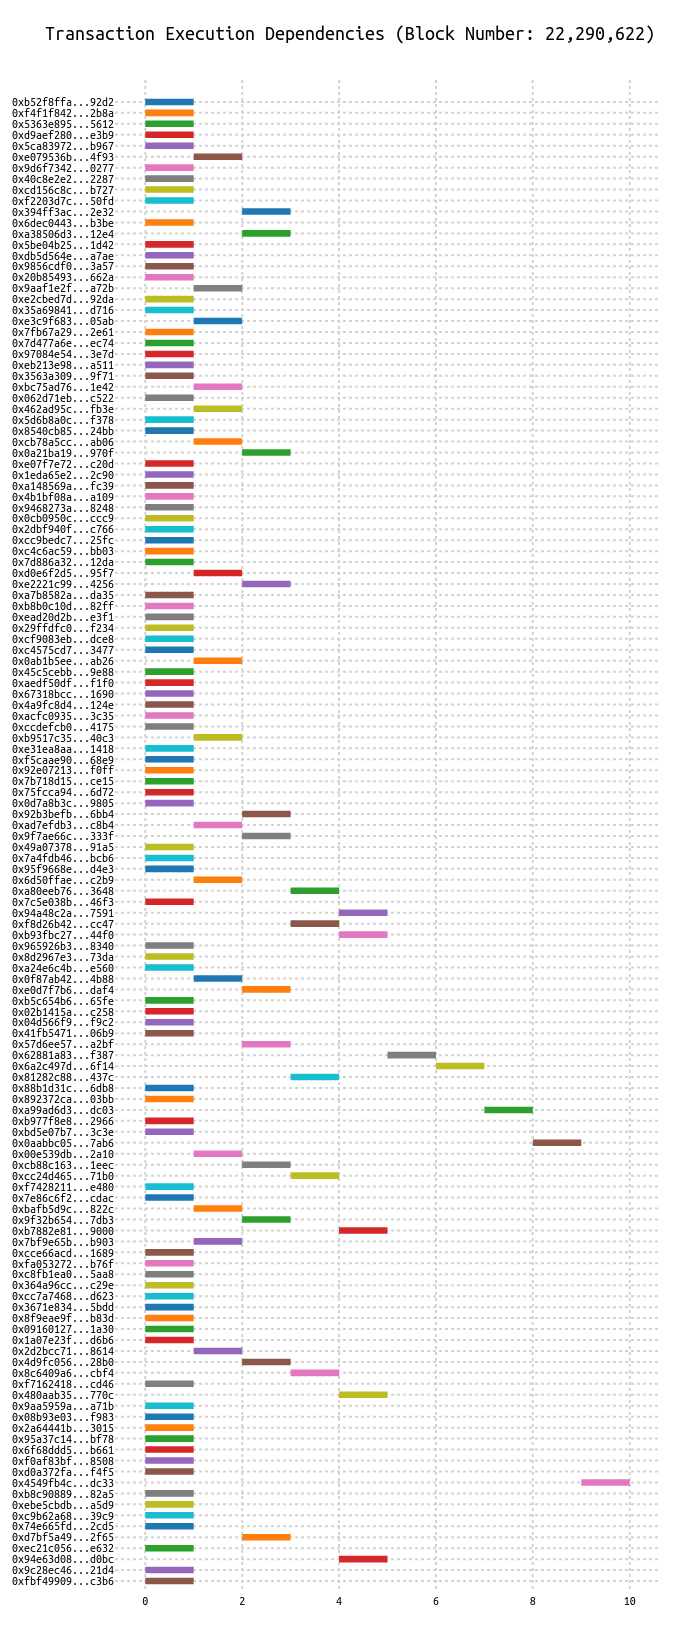 Transaction Execution Dependencies (Block Number: 22,290,622)
0xb52f8ffa...92d2
0xf4f1f842...2b8a
0x5363e895...5612
0xd9aef280...e3b9
0x5ca83972...b967
0xe079536b...4f93
0x9d6f7342...0277
0x40c8e2e2...2287
0xcd156c8c...b727
0xf2203d7c...50fd
0x394ff3ac...2e32
0x6dec0443...b3be
0xa38506d3...12e4
0x5be04b25...1d42
0xdb5d564e...a7ae
0x9856cdf0...3a57
0x20b85493...662a
0x9aaf1e2f...a72b
0xe2cbed7d...92da
0x35a69841...d716
0xe3c9f683...05ab
0x7fb67a29...2e61
0x7d477a6e...ec74
0x97084e54...3e7d
0xeb213e98...a511
0x3563a309...9f71
0xbc75ad76...1e42
0x062d71eb...c522
0x462ad95c...fb3e
0x5d6b8a0c...f378
0x8540cb85...24bb
0xcb78a5cc...ab06
0x0a21ba19...970f
0xe07f7e72...c20d
0x1eda65e2...2c90
0xa148569a...fc39
0x4b1bf08a...a109
0x9468273a...8248
0x0cb0950c...ccc9
0x2dbf940f...c766
0xcc9bedc7...25fc
0xc4c6ac59...bb03
0x7d886a32...12da
0xd0e6f2d5...95f7
0xe2221c99...4256
0xa7b8582a...da35
0xb8b0c10d...82ff
0xead20d2b...e3f1
0x29ffdfc0...f234
0xcf9083eb...dce8
0xc4575cd7...3477
0x0ab1b5ee...ab26
0x45c5cebb...9e88
0xaedf50df...f1f0
0x67318bcc...1690
0x4a9fc8d4...124e
0xacfc0935...3c35
0xccdefcb0...4175
0xb9517c35...40c3
0xe31ea8aa...1418
0xf5caae90...68e9
0x92e07213...f0ff
0x7b718d15...ce15
0x75fcca94...6d72
0x0d7a8b3c...9805
0x92b3befb...6bb4
0xad7efdb3...c8b4
0x9f7ae66c...333f
0x49a07378...91a5
0x7a4fdb46...bcb6
0x95f9668e...d4e3
0x6d50ffae...c2b9
0xa80eeb76...3648
0x7c5e038b...46f3
0x94a48c2a...7591
0xf8d26b42...cc47
0xb93fbc27...44f0
0x965926b3...8340
0x8d2967e3...73da
0xa24e6c4b...e560
0x0f87ab42...4b88
0xe0d7f7b6...daf4
0xb5c654b6...65fe
0x02b1415a...c258
0x04d566f9...f9c2
0x41fb5471...06b9
0x57d6ee57...a2bf
0x62881a83...f387
0x6a2c497d...6f14
0x81282c88...437c
0x88b1d31c...6db8
0x892372ca...03bb
0xa99ad6d3...dc03
0xb977f8e8...2966
0xbd5e07b7...3c3e
0x0aabbc05...7ab6
0x00e539db...2a10
0xcb88c163...1eec
0xcc24d465...71b0
0xf7428211...e480
0x7e86c6f2...cdac
0xbafb5d9c...822c
0x9f32b654...7db3
0xb7882e81...9000
0x7bf9e65b...b903
0xcce66acd...1689
0xfa053272...b76f
0xc8fb1ea0...5aa8
0x364a96cc...c29e
0xcc7a7468...d623
0x3671e834...5bdd
0x8f9eae9f...b83d
0x09160127...1a30
0x1a07e23f...d6b6
0x2d2bcc71...8614
0x4d9fc056...28b0
0x8c6409a6...cbf4
0xf7162418...cd46
0x480aab35...770c
0x9aa5959a...a71b
0x08b93e03...f983
0x2a64441b...3015
0x95a37c14...bf78
0x6f68ddd5...b661
0xf0af83bf...8508
0xd0a372fa...f4f5
0x4549fb4c...dc33
0xb8c90889...82a5
0xebe5cbdb...a5d9
0xc9b62a68...39c9
0x74e665fd...2cd5
0xd7bf5a49...2f65
0xec21c056...e632
0x94e63d08...d0bc
0x9c28ec46...21d4
0xfbf49909...c3b6
0 2 4 6 8 10